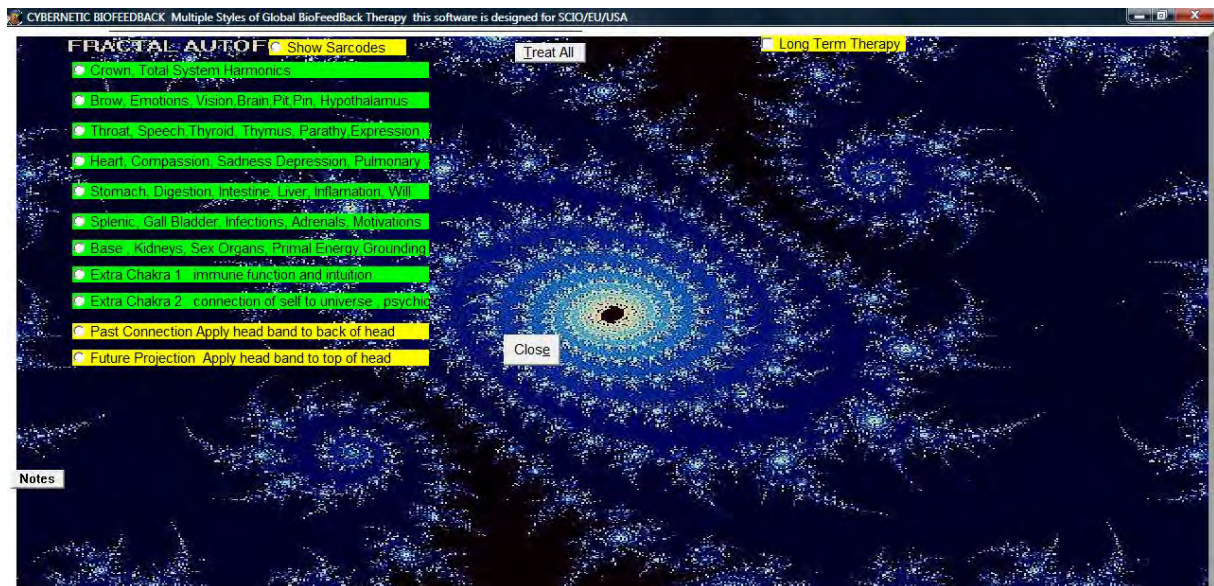 CYBERNETIC BIOFEEDBACK Multiple Styles of Global BioFeedBack Therapy this software is designed for SCIO/EU/USA
FRACTAL AUTOF
Show Sarcodes
Treat All
Long Term Therapy
Crown, Total System Harmonics
Brow, Emotions, Vision,Brain,Pit,Pin, Hypothalamus
Throat, Speech,Thyroid, Thymus, Parathy,Expression
Heart, Compassion, Sadness Depression, Pulmonary
Stomach, Digestion, Intestine, Liver, Inflamation, Will
Splenic, Gall Bladder, Infections, Adrenals, Motivations
Base , Kidneys, Sex Organs, Primal Energy,Grounding
Extra Chakra 1 immune function and intuition
Extra Chakra 2 connection of self to universe , psychic
Past Connection Apply head band to back of head
Future Projection Apply head band to top of head
Close
Notes